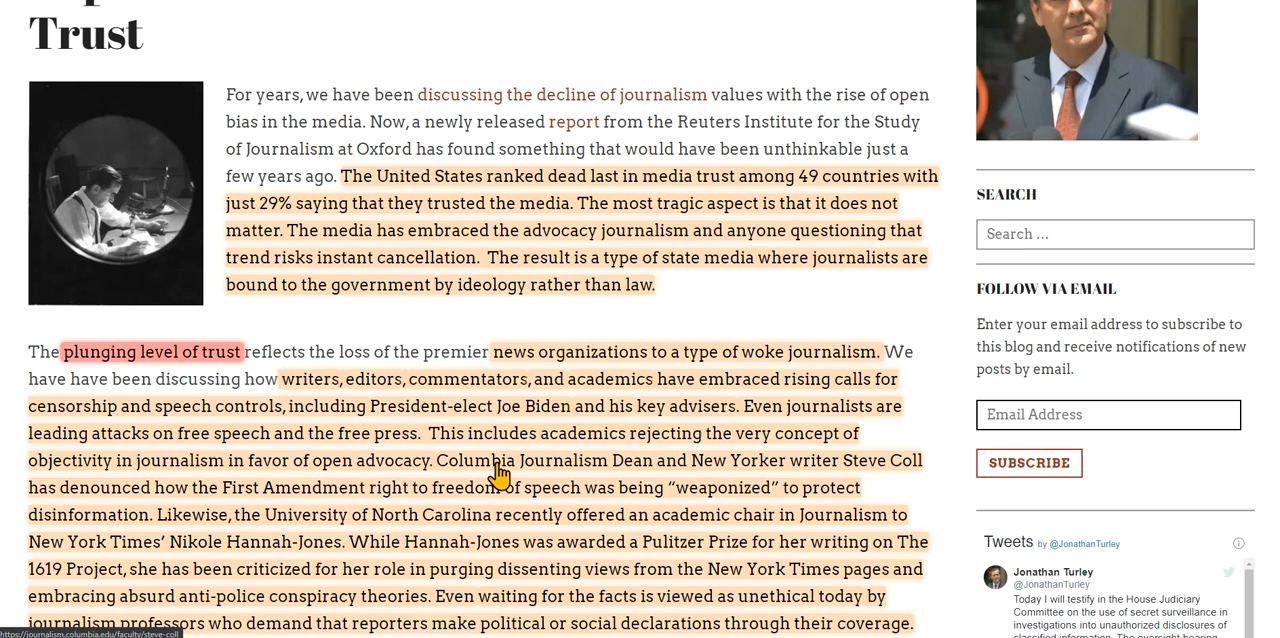 Trust
For years, we have been discussing the decline of journalism values with the rise of open
bias in the media. Now, a newly released report from the Reuters Institute for the Study
of Journalism at Oxford has found something that would have been unthinkable just a
few years ago. The United States ranked dead last in media trust among 49 countries with
just 29% saying that they trusted the media. The most tragic aspect is that it does not
matter. The media has embraced the advocacy journalism and anyone questioning that
trend risks instant cancellation.  The result is a type of state media where journalists are
bound to the government by ideology rather than law.
The plunging level of trust reflects the loss of the premier news organizations to a type of woke journalism. We
have have been discussing how writers, editors, commentators, and academics have embraced rising calls for
censorship and speech controls, including President-elect Joe Biden and his key advisers. Even journalists are
leading attacks on free speech and the free press.  This includes academics rejecting the very concept of
objectivity in journalism in favor of open advocacy. Columbia Journalism Dean and New Yorker writer Steve Coll
has denounced how the First Amendment right to freedom of speech was being “weaponized” to protect
disinformation. Likewise, the University of North Carolina recently offered an academic chair in Journalism to
New York Times’ Nikole Hannah-Jones. While Hannah-Jones was awarded a Pulitzer Prize for her writing on The
1619 Project, she has been criticized for her role in purging dissenting views from the New York Times pages and
embracing absurd anti-police conspiracy theories. Even waiting for the facts is viewed as unethical today by
journalism professors who demand that reporters make political or social declarations through their coverage.
https://journalism.columbia.edu/faculty/steve-coll
SEARCH
Search …
FOLLOW VIA EMAIL
Enter your email address to subscribe to
this blog and receive notifications of new
posts by email.
Email Address
SUBSCRIBE
Tweets by @JonathanTurley
Jonathan Turley
@JonathanTurley
Today I will testify in the House Judiciary
Committee on the use of secret surveillance in
investigations into unauthorized disclosures of
classified information. The oversight hearing